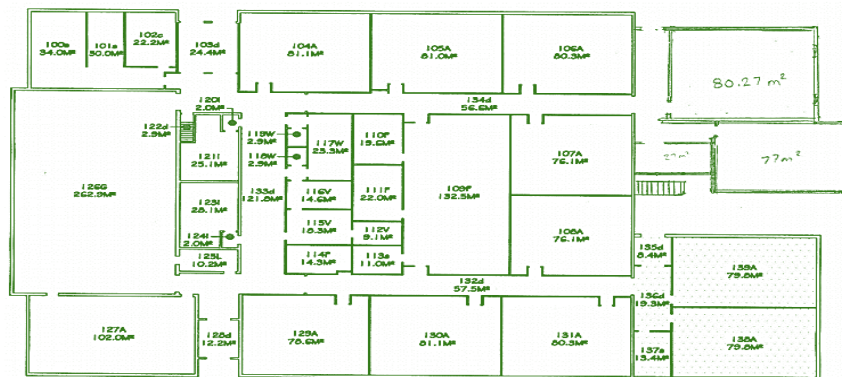 100a
34.0M²
101a
30.0M²
102c
22.2M²
103d
24.4M²
104A
81.1M²
105A
81.0M²
106A
80.3M²
80.27 m²
134d
56.6M²
120I
2.0M²
122d
2.9M²
121I
25.1M²
119W
2.9M²
118W
2.9M²
117W
23.3M²
110F
19.6M²
107A
76.1M²
77m²
126G
262.9M²
123I
28.1M²
133d
121.8M²
116V
14.6M²
111F
22.0M²
109F
132.5M²
115V
18.3M²
112V
9.1M²
108A
76.1M²
124I
2.0M²
125L
10.2M²
114F
14.3M²
113a
11.0M²
135d
8.4M²
139A
79.8M²
132d
57.5M²
136d
19.3M²
127A
102.0M²
128d
12.2M²
129A
78.6M²
130A
81.1M²
131A
80.3M²
137a
13.4M²
138A
79.8M²